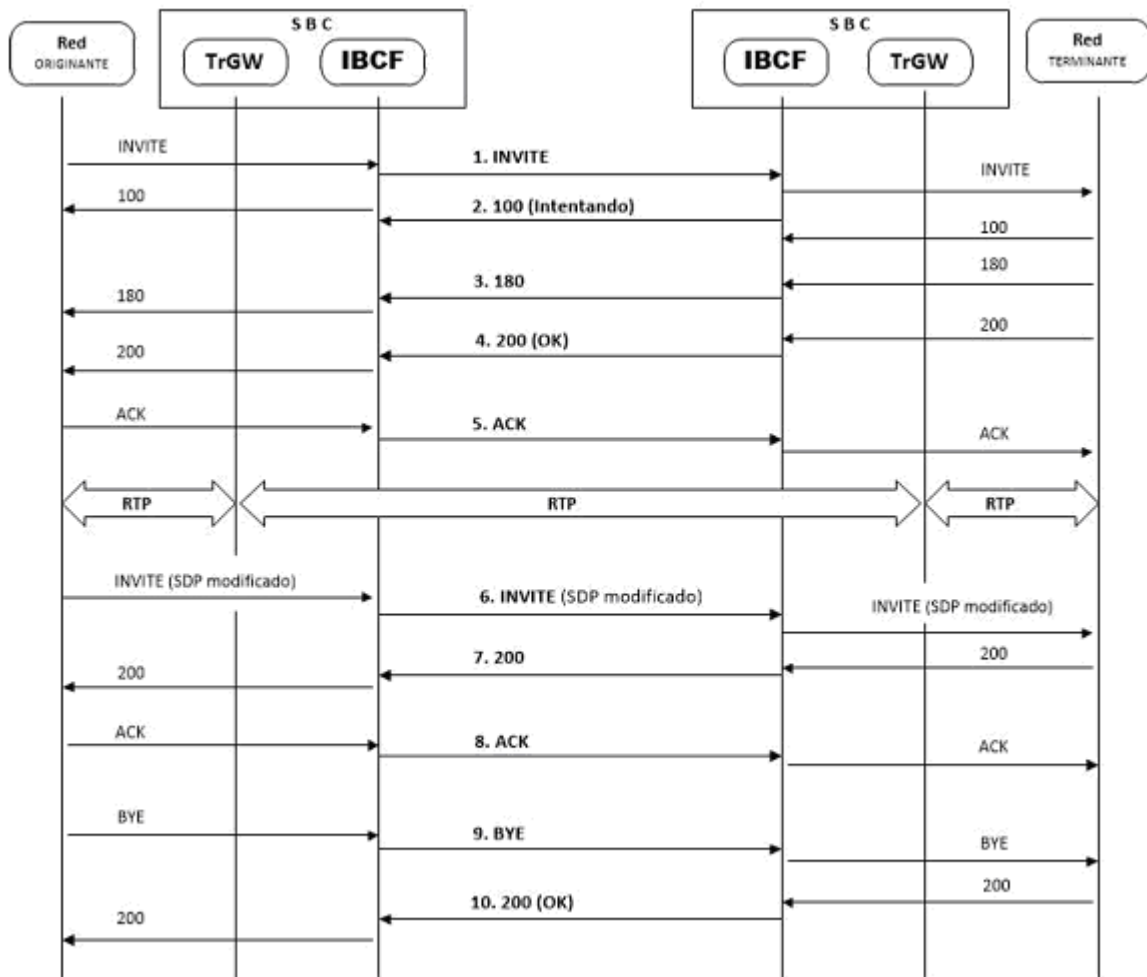 S B C
S B C
Red
ORIGINANTE
TrGW
IBCF
IBCF
TrGW
Red
TERMINANTE
INVITE
1. INVITE
INVITE
100
2. 100 (Intentando)
100
180
3. 180
180
200
4. 200 (OK)
200
ACK
5. ACK
ACK
RTP
RTP
RTP
INVITE (SDP modificado)
6. INVITE (SDP modificado)
INVITE (SDP modificado)
7. 200
200
200
ACK
8. ACK
ACK
BYE
9. BYE
BYE
200
10. 200 (OK)
200